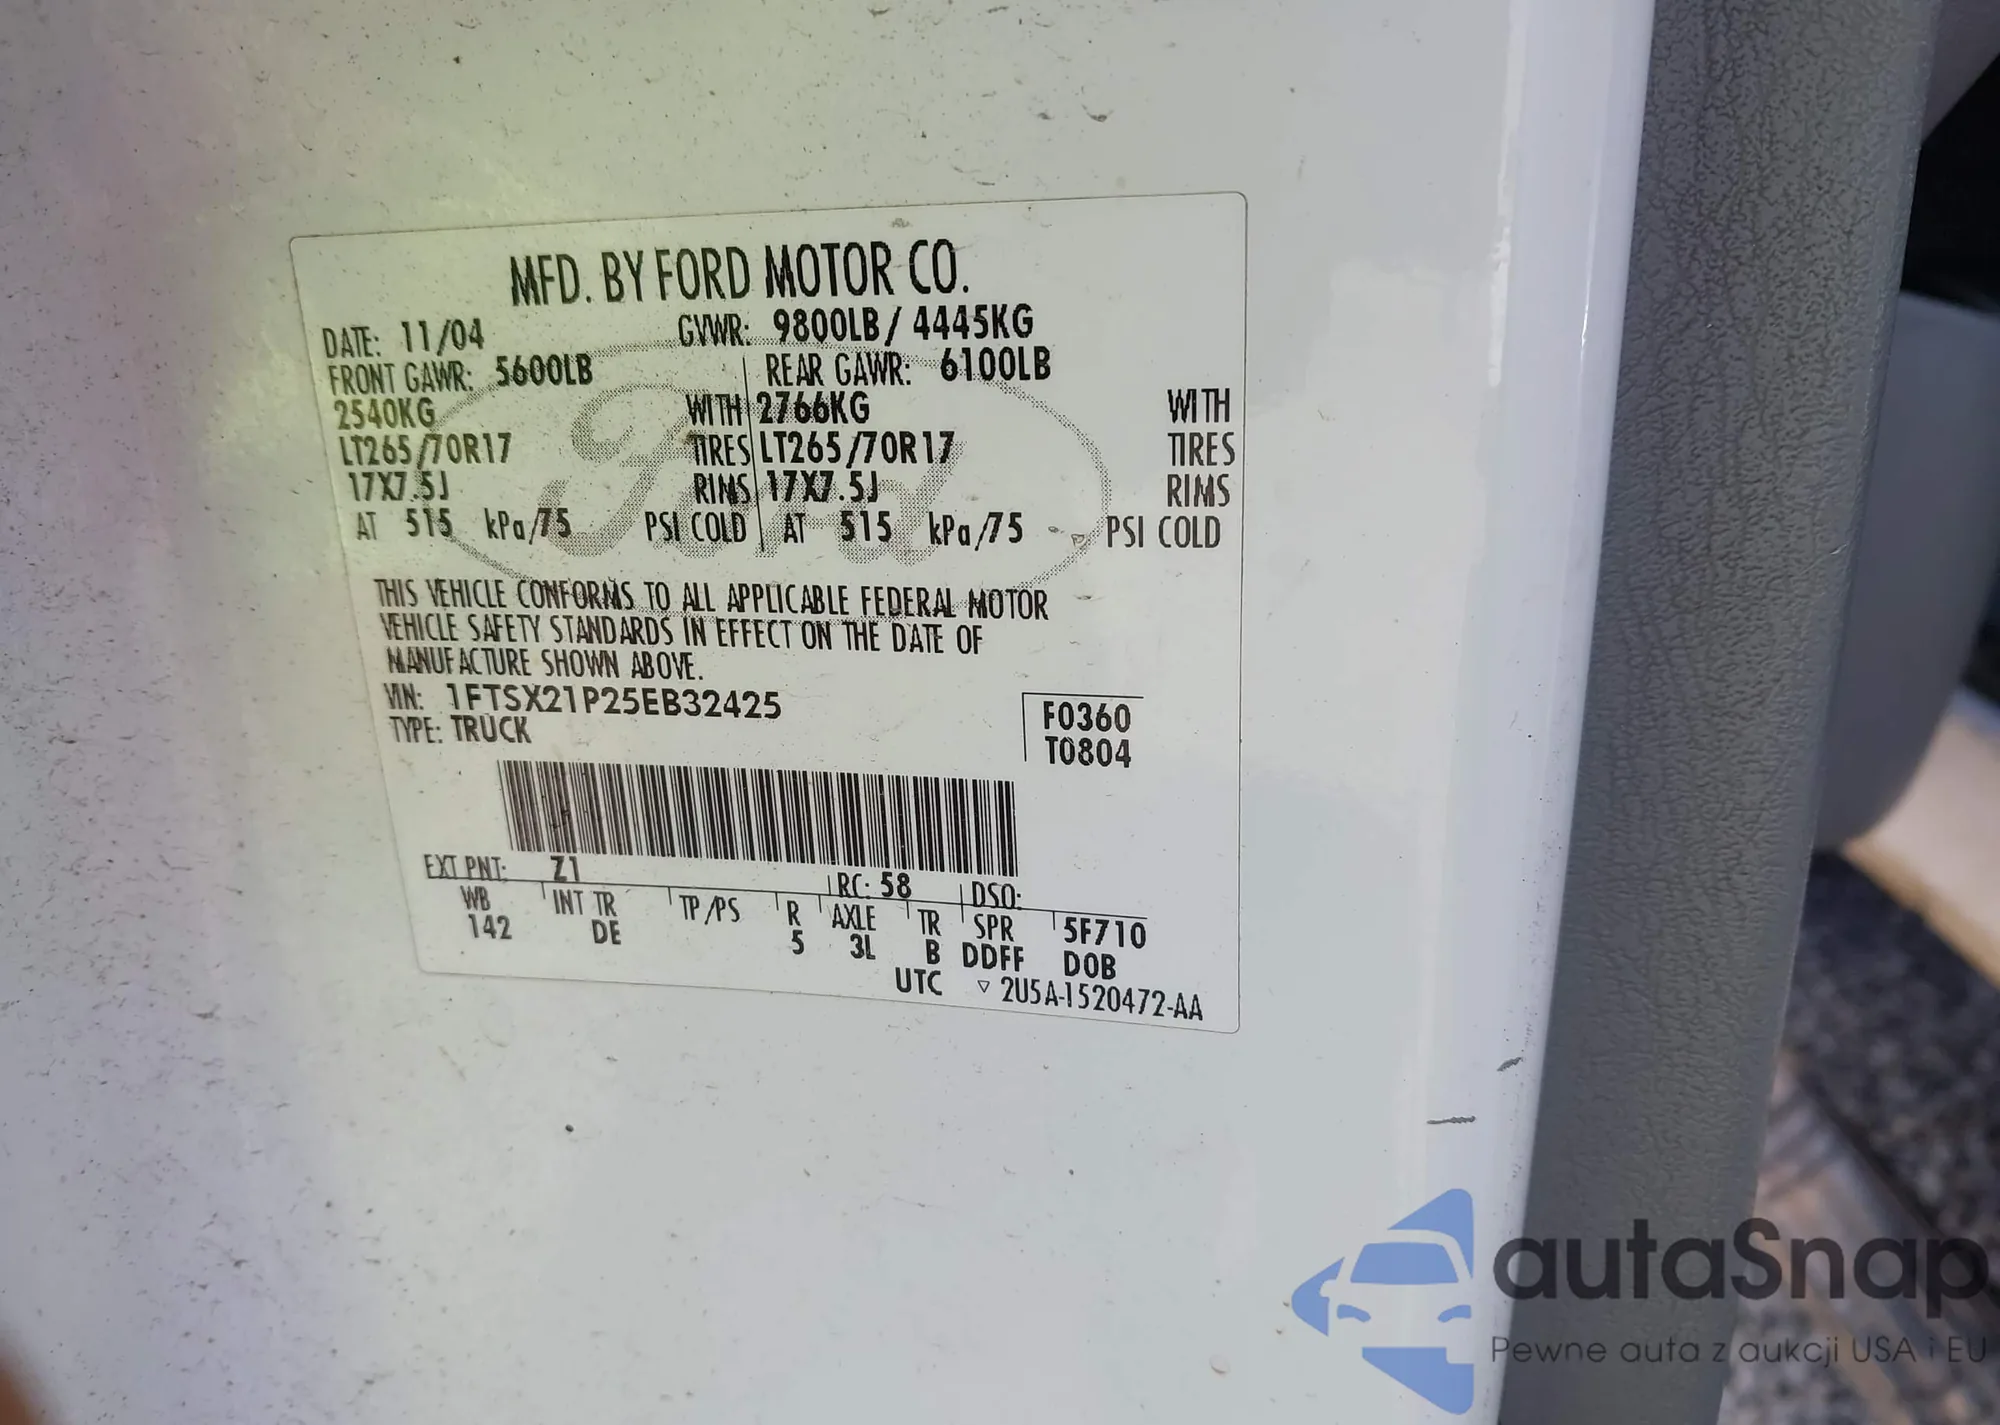 MFD. BY FORD MOTOR CO.
DATE: 11/04 GVWR: 9800LB/ 4445KG
FRONT GAWR: 5600LB REAR GAWR: 6100LB
2540KG WITH 2766KG WITH
LT265/70R17 TIRES LT265/70R17 TIRES
17X7.5J RIMS 17X7.5J RIMS
AT 515 kPa/75 PSI COLD AT 515 kPa/75 PSI COLD
Ford
THIS VEHICLE CONFORMS TO ALL APPLICABLE FEDERAL MOTOR
VEHICLE SAFETY STANDARDS IN EFFECT ON THE DATE OF
MANUFACTURE SHOWN ABOVE.
VIN: 1FTSX21P25EB32425
TYPE: TRUCK
F0360
T0804
EXT PNT: Z1 RC: 58 DSO:
WB INT TR TP/PS R AXLE TR SPR 5F710
142 DE 5 3L B DDFF DOB
UTC ▽ 2U5A-1520472-AA
autaSnap
Pewne auta z aukcji USA i EU